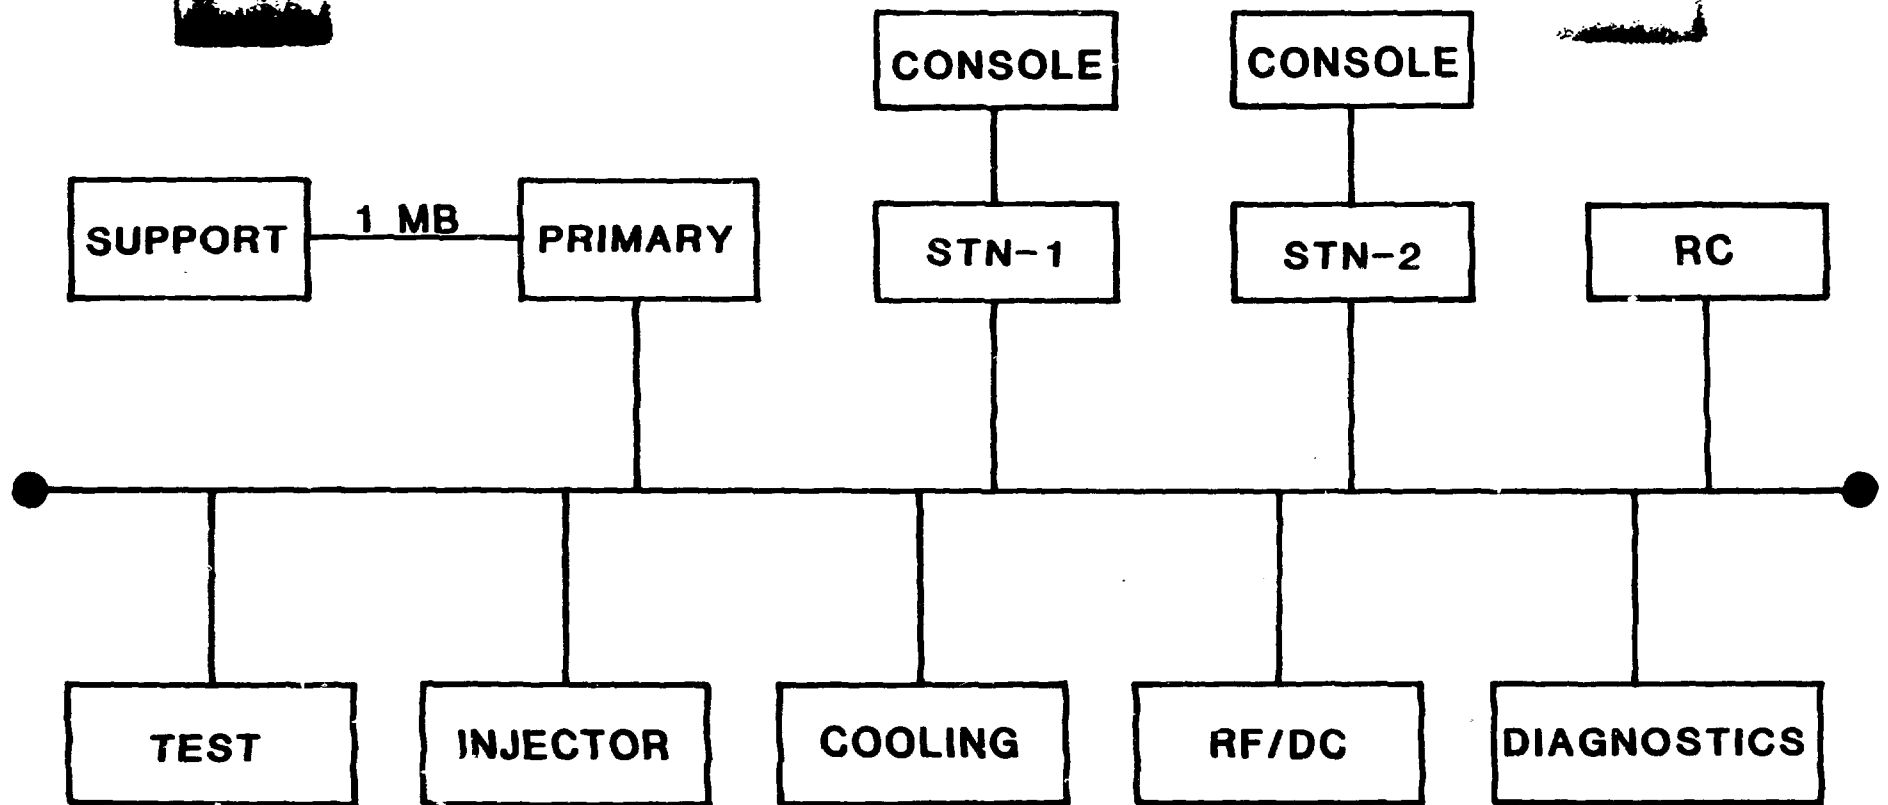 CONSOLE
CONSOLE
SUPPORT
1 MB
PRIMARY
STN-1
STN-2
RC
TEST
INJECTOR
COOLING
RF/DC
DIAGNOSTICS